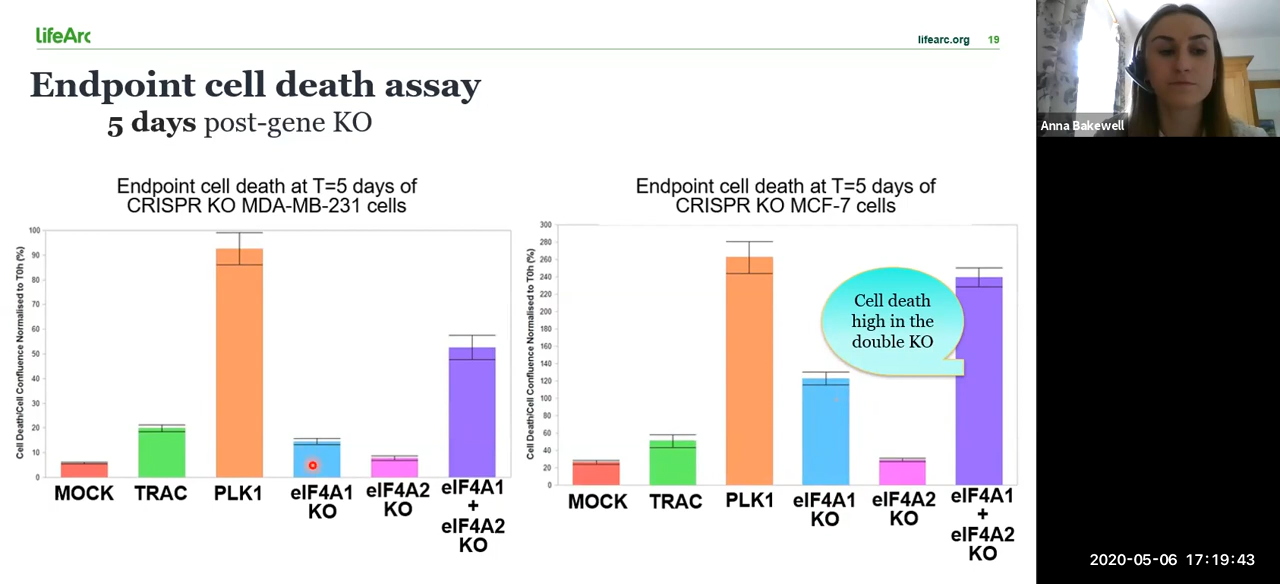 lifeArc
lifearc.org 19
Endpoint cell death assay
5 days post-gene KO
Endpoint cell death at T=5 days of
CRISPR KO MDA-MB-231 cells
Cell Death/Cell Confluence Normalised to T0h (%)
100
90
80
70
60
50
40
30
20
10
0
MOCK
TRAC
PLK1
eIF4A1
KO
eIF4A2
KO
eIF4A1
+
eIF4A2
KO
Endpoint cell death at T=5 days of
CRISPR KO MCF-7 cells
Cell Death/Cell Confluence Normalised to T0h (%)
300
280
260
240
220
200
180
160
140
120
100
80
60
40
20
0
Cell death
high in the
double KO
MOCK
TRAC
PLK1
eIF4A1
KO
eIF4A2
KO
eIF4A1
+
eIF4A2
KO
Anna Bakewell
2020-05-06 17:19:43